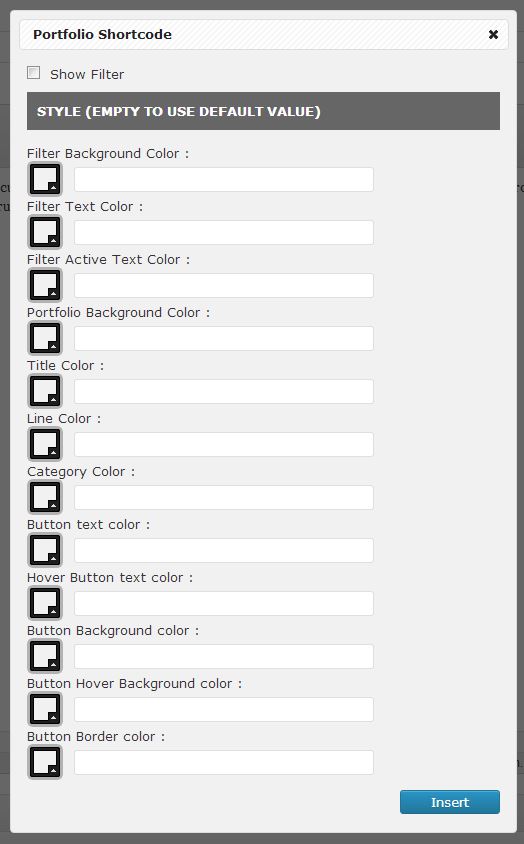 Portfolio Shortcode
Show Filter
STYLE (EMPTY TO USE DEFAULT VALUE)
Filter Background Color :
Filter Text Color :
Filter Active Text Color :
Portfolio Background Color :
Title Color :
Line Color :
Category Color :
Button text color :
Hover Button text color :
Button Background color :
Button Hover Background color :
Button Border color :
Insert